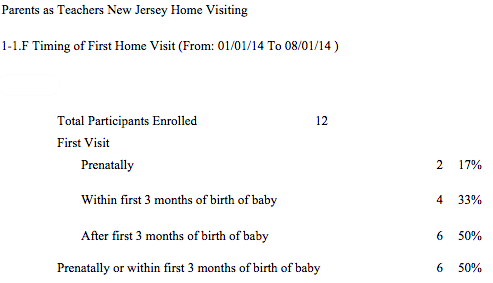 Parents as Teachers New Jersey Home Visiting
1-1.F Timing of First Home Visit (From: 01/01/14 To 08/01/14 )
Total Participants Enrolled 12
First Visit
Prenatally 2 17%
Within first 3 months of birth of baby 4 33%
After first 3 months of birth of baby 6 50%
Prenatally or within first 3 months of birth of baby 6 50%